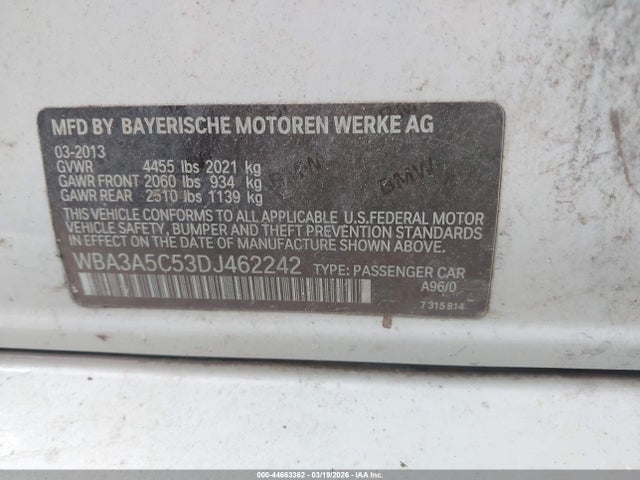 MFD BY BAYERISCHE MOTOREN WERKE AG
03-2013
GVWR 4455 lbs 2021 kg
GAWR FRONT 2060 lbs 934 kg
GAWR REAR 2510 lbs 1139 kg
BMW BMW
THIS VEHICLE CONFORMS TO ALL APPLICABLE U.S.FEDERAL MOTOR
VEHICLE SAFETY, BUMPER AND THEFT PREVENTION STANDARDS IN
EFFECT ON THE DATE OF MANUFACTURE SHOWN ABOVE.
WBA3A5C53DJ462242 TYPE: PASSENGER CAR
A96/0
7 315 814
000-44663362 | 03/19/2026 - COPART IAA